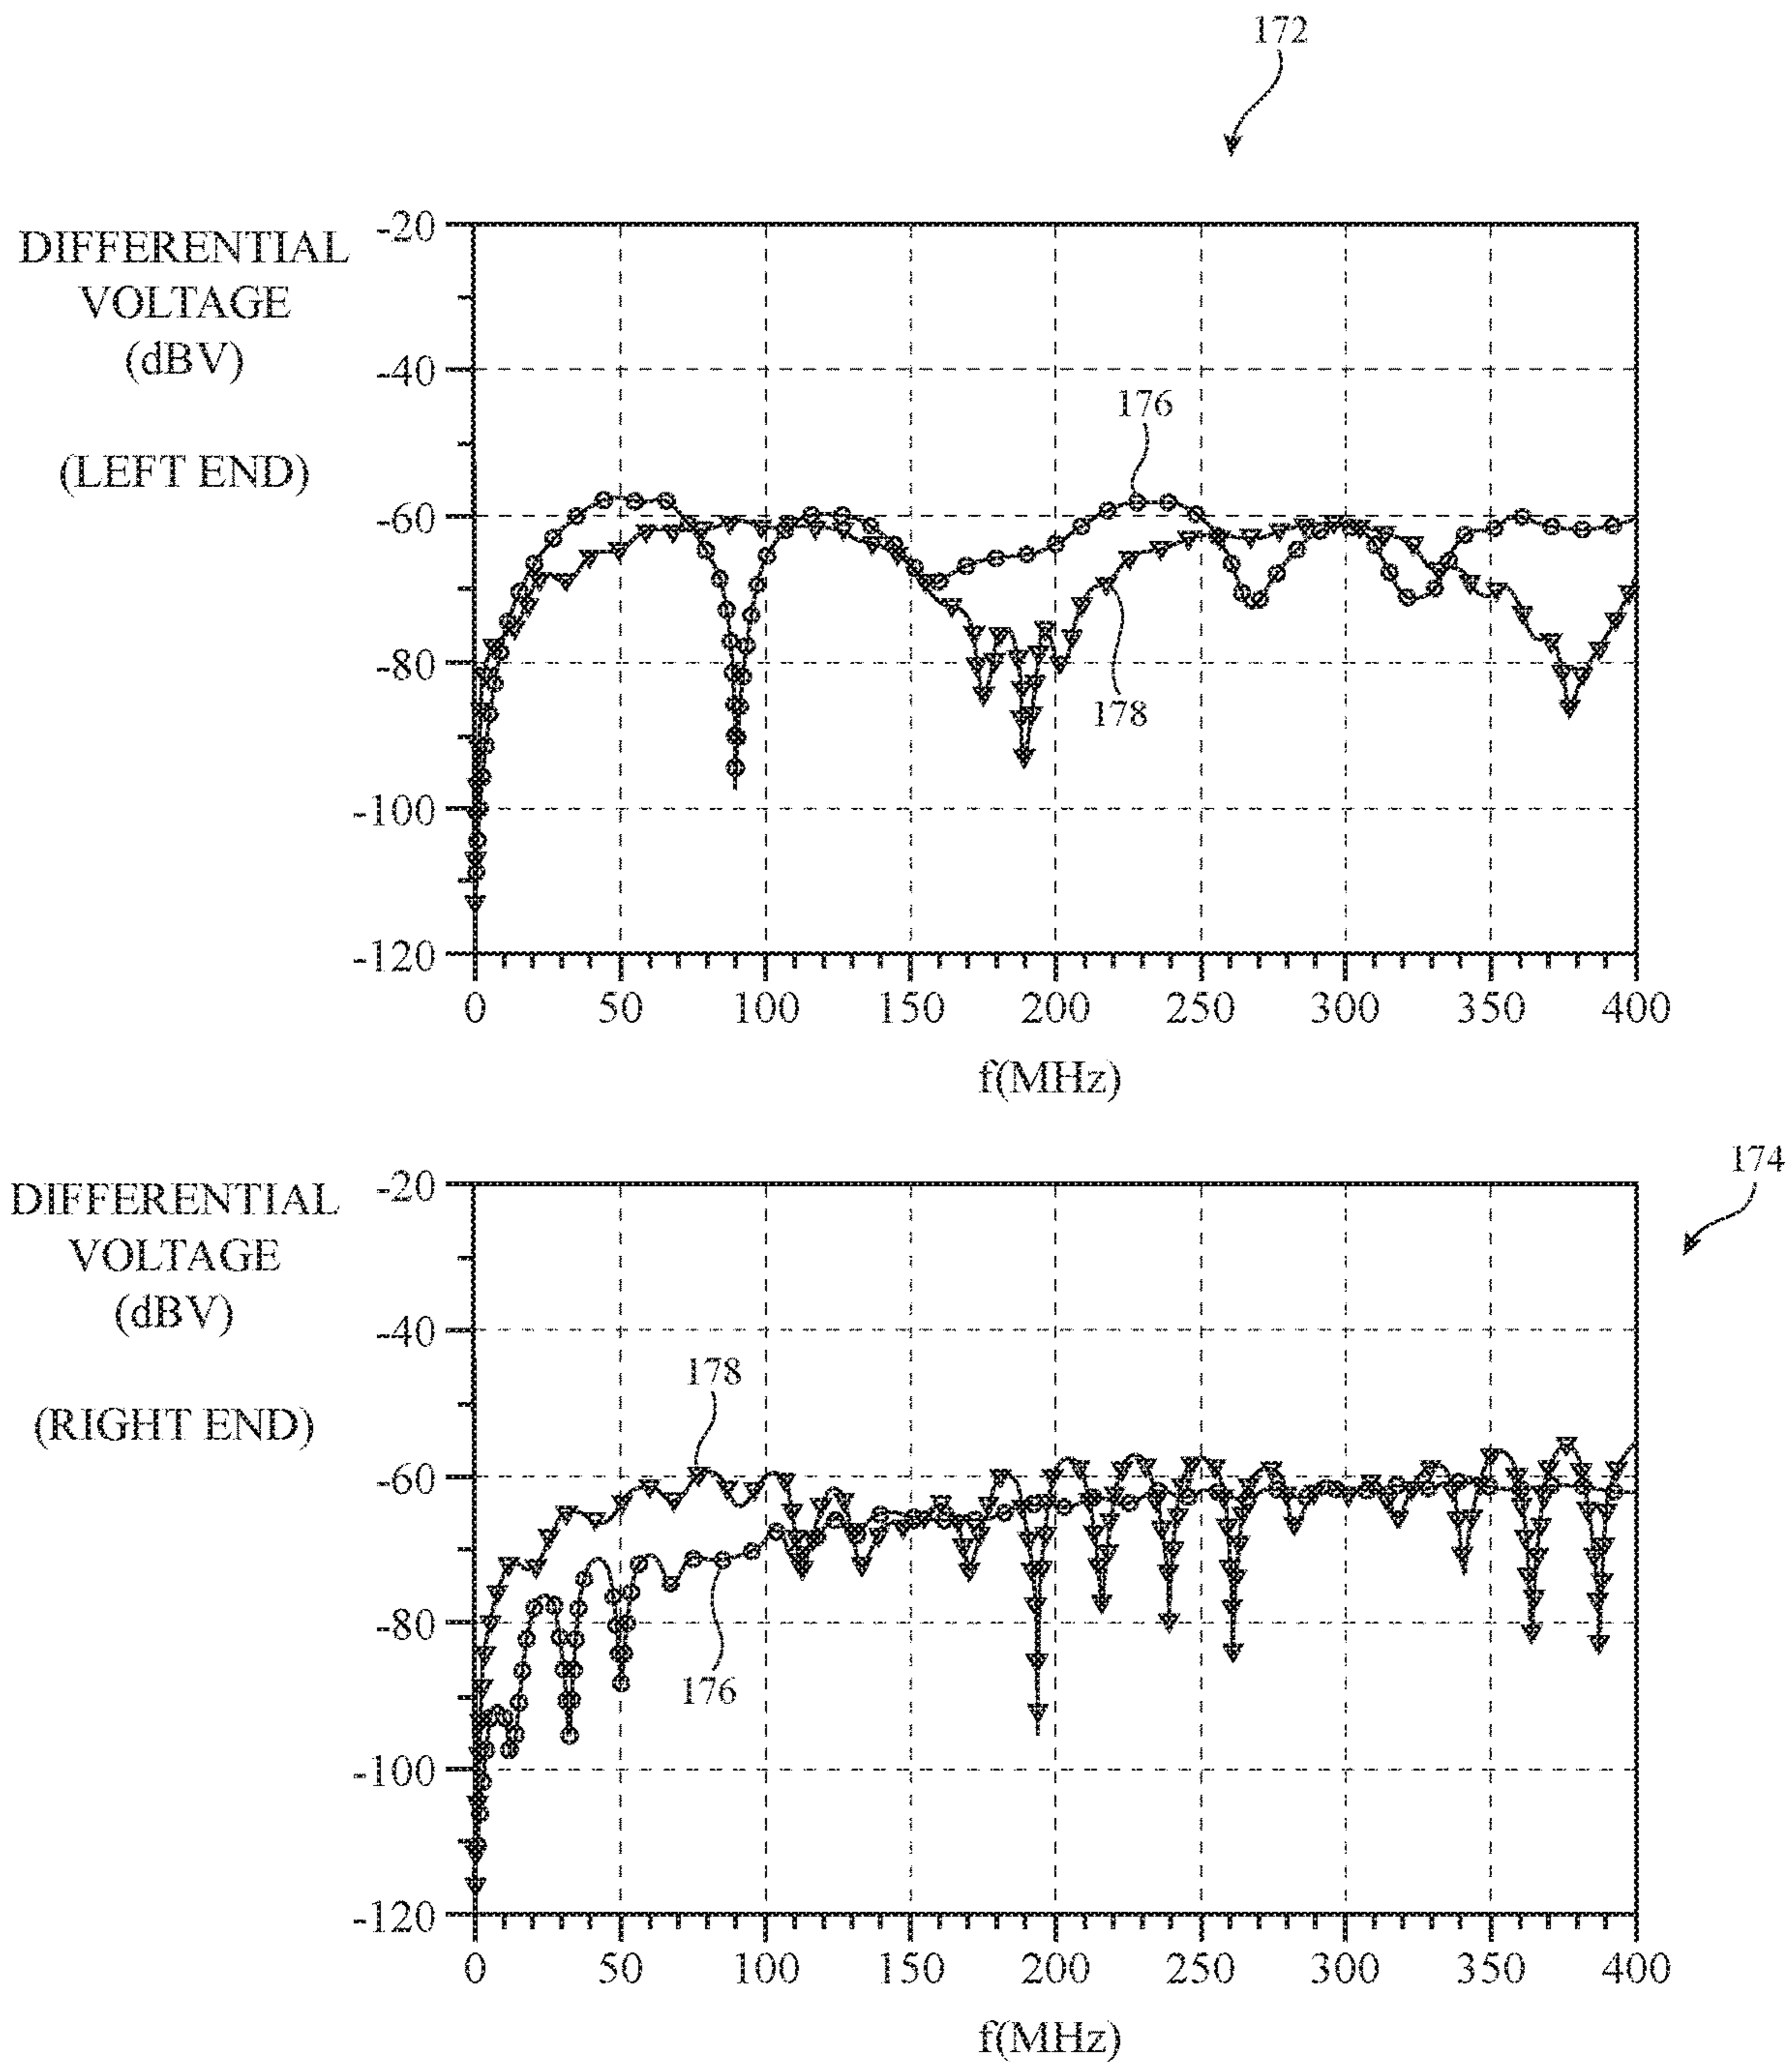 172
-20
DIFFERENTIAL
VOLTAGE
(dBV)
-40
176
(LEFT END)
-60
-80
178
-100
-120
0 50 100 150 200 250 300 350 400
f(MHz)
174
-20
DIFFERENTIAL
VOLTAGE
(dBV)
-40
178
(RIGHT END)
-60
-80
176
-100
-120
0 50 100 150 200 250 300 350 400
f(MHz)